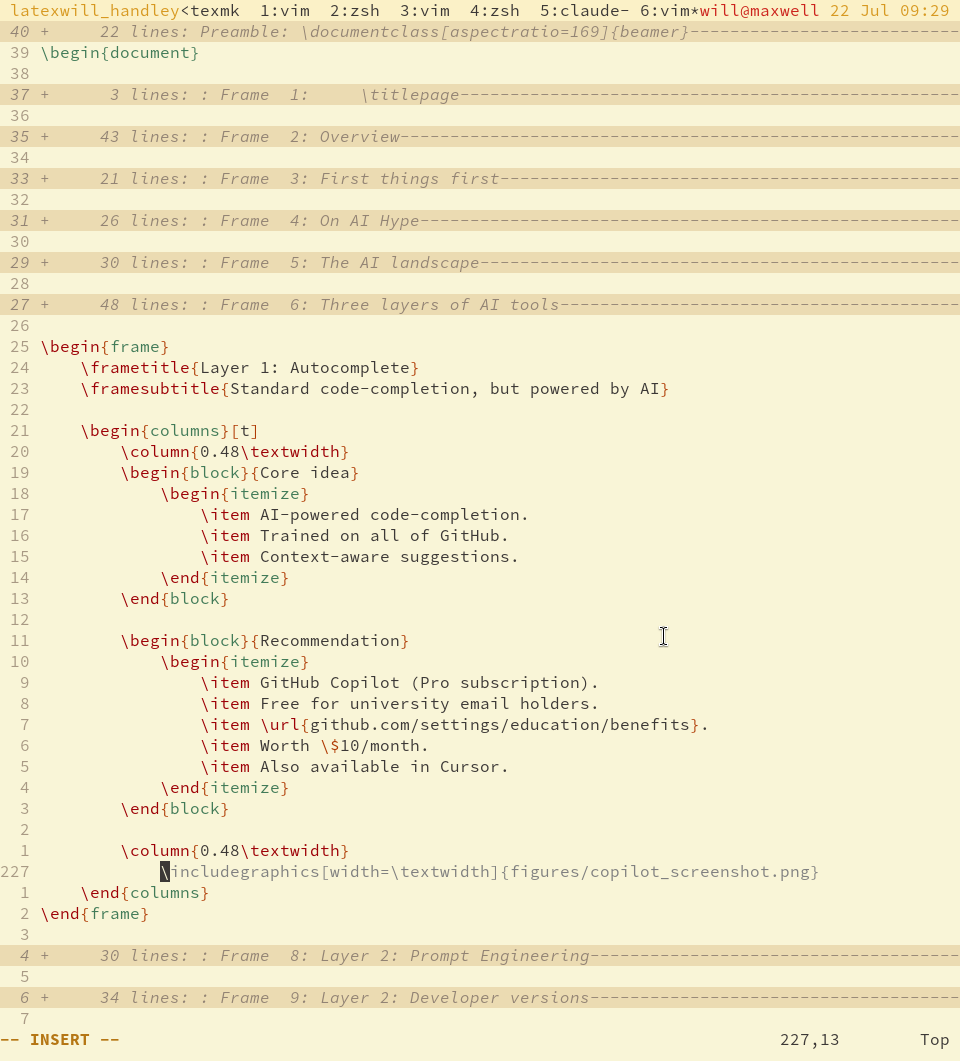 latexwill_handley<texmk  1:vim  2:zsh  3:vim  4:zsh  5:claude- 6:vim*will@maxwell 22 Jul 09:29
40 +     22 lines: Preamble: \documentclass[aspectratio=169]{beamer}---------------------------
39 \begin{document}
38
37 +      3 lines: : Frame  1:     \titlepage--------------------------------------------------
36
35 +     43 lines: : Frame  2: Overview--------------------------------------------------------
34
33 +     21 lines: : Frame  3: First things first----------------------------------------------
32
31 +     26 lines: : Frame  4: On AI Hype------------------------------------------------------
30
29 +     30 lines: : Frame  5: The AI landscape------------------------------------------------
28
27 +     48 lines: : Frame  6: Three layers of AI tools----------------------------------------
26
25 \begin{frame}
24     \frametitle{Layer 1: Autocomplete}
23     \framesubtitle{Standard code-completion, but powered by AI}
22
21     \begin{columns}[t]
20         \column{0.48\textwidth}
19         \begin{block}{Core idea}
18             \begin{itemize}
17                 \item AI-powered code-completion.
16                 \item Trained on all of GitHub.
15                 \item Context-aware suggestions.
14             \end{itemize}
13         \end{block}
12
11         \begin{block}{Recommendation}
10             \begin{itemize}
9                 \item GitHub Copilot (Pro subscription).
8                 \item Free for university email holders.
7                 \item \url{github.com/settings/education/benefits}.
6                 \item Worth \$10/month.
5                 \item Also available in Cursor.
4             \end{itemize}
3         \end{block}
2
1         \column{0.48\textwidth}
227             \includegraphics[width=\textwidth]{figures/copilot_screenshot.png}
1     \end{columns}
2 \end{frame}
3
4 +     30 lines: : Frame  8: Layer 2: Prompt Engineering-------------------------------------
5
6 +     34 lines: : Frame  9: Layer 2: Developer versions-------------------------------------
7
-- INSERT --                                                                  227,13        Top